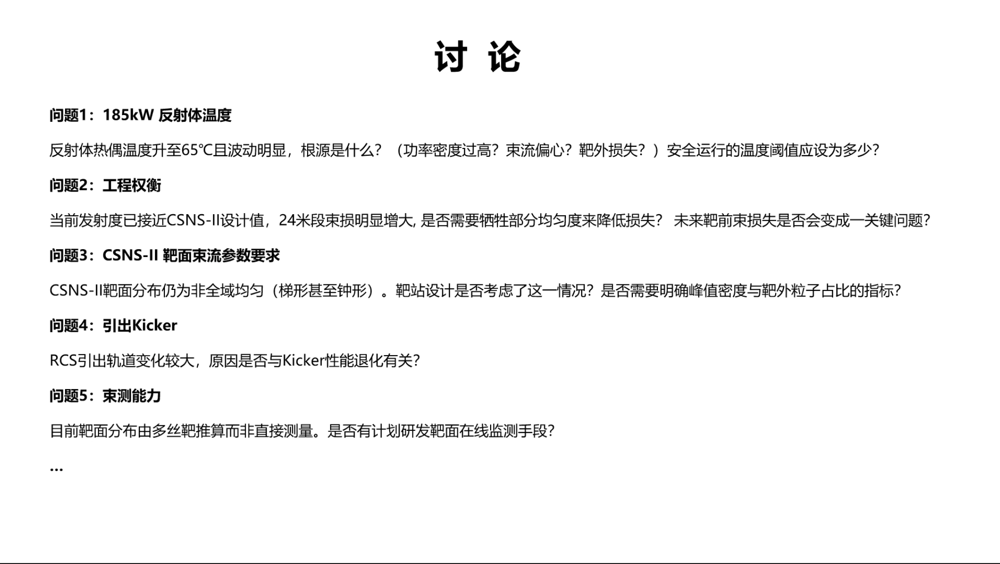 讨 论
问题1：185kW 反射体温度
反射体热偶温度升至65℃且波动明显，根源是什么？（功率密度过高？束流偏心？靶外损失？）安全运行的温度阈值应设为多少？
问题2：工程权衡
当前发射度已接近CSNS-II设计值，24米段束损明显增大, 是否需要牺牲部分均匀度来降低损失？ 未来靶前束损失是否会变成一关键问题？
问题3：CSNS-II 靶面束流参数要求
CSNS-II靶面分布仍为非全域均匀（梯形甚至钟形）。靶站设计是否考虑了这一情况？是否需要明确峰值密度与靶外粒子占比的指标？
问题4：引出Kicker
RCS引出轨道变化较大，原因是否与Kicker性能退化有关？
问题5：束测能力
目前靶面分布由多丝靶推算而非直接测量。是否有计划研发靶面在线监测手段？
...